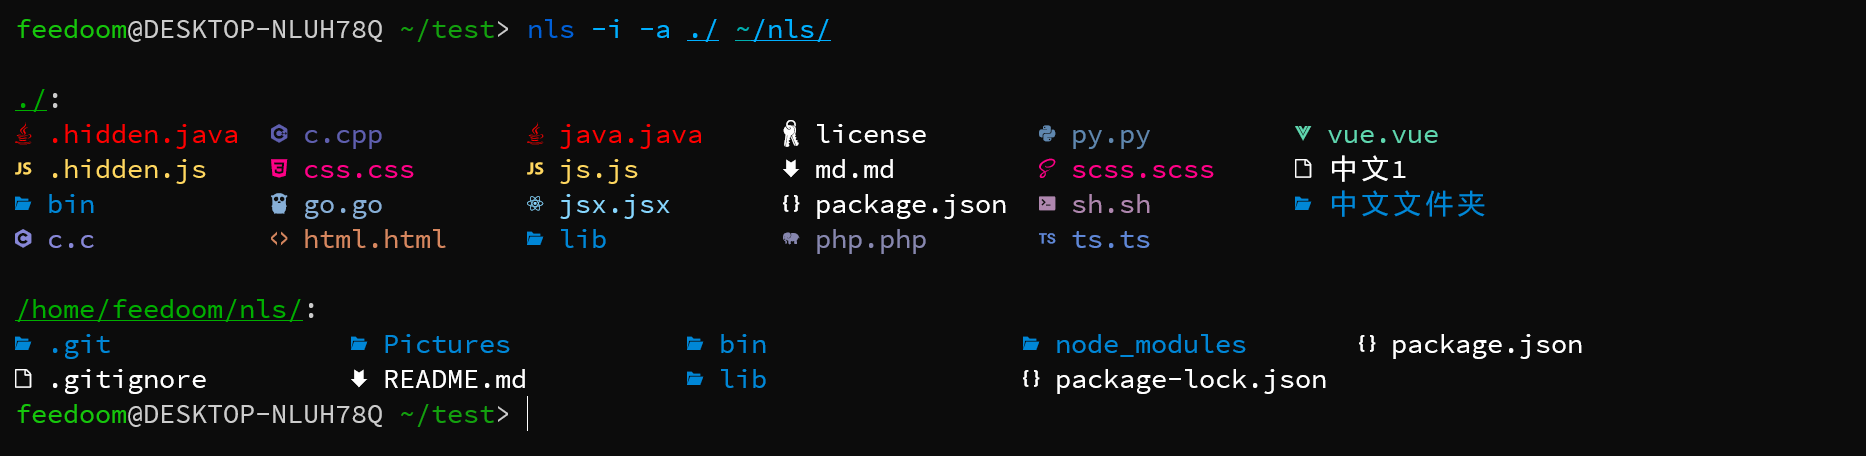 feedoom@DESKTOP-NLUH78Q ~/test> nls -i -a ./ ~/nls/
./:
.hidden.java c.cpp java.java license py.py vue.vue
JS .hidden.js css.css JS js.js md.md scss.scss 中文1
bin go.go jsx.jsx {} package.json sh.sh 中文文件夹
c.c <> html.html lib php.php TS ts.ts
/home/feedoom/nls/:
.git Pictures bin node_modules {} package.json
.gitignore README.md lib {} package-lock.json
feedoom@DESKTOP-NLUH78Q ~/test>